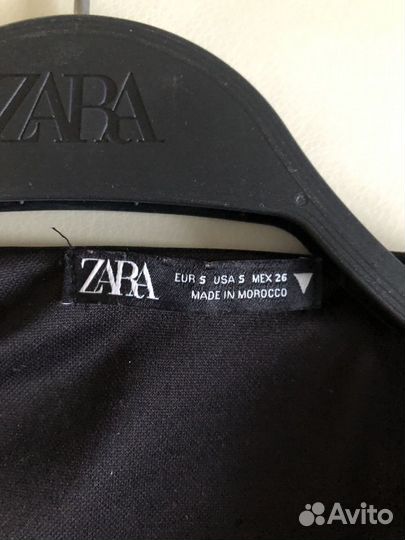 ZARA
ZARA
EUR S USA S MEX 26
MADE IN MOROCCO
Avito